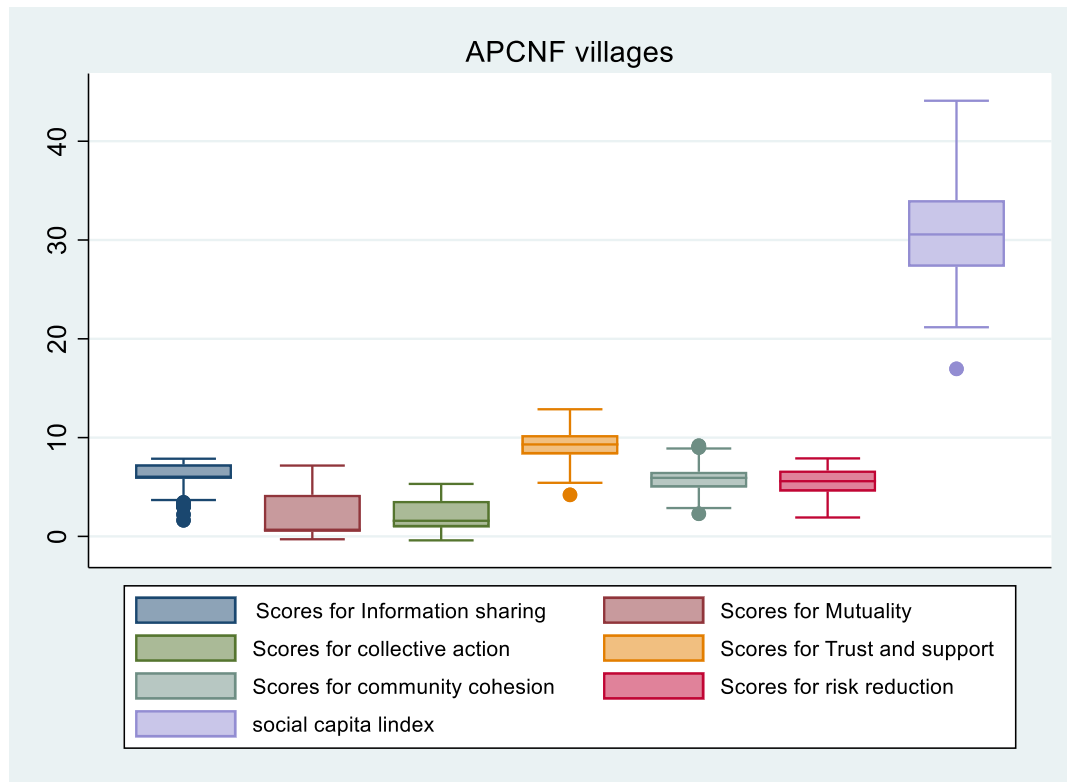 APCNF villages
40
30
20
10
0
Scores for Information sharing
Scores for Mutuality
Scores for collective action
Scores for Trust and support
Scores for community cohesion
Scores for risk reduction
social capita lindex